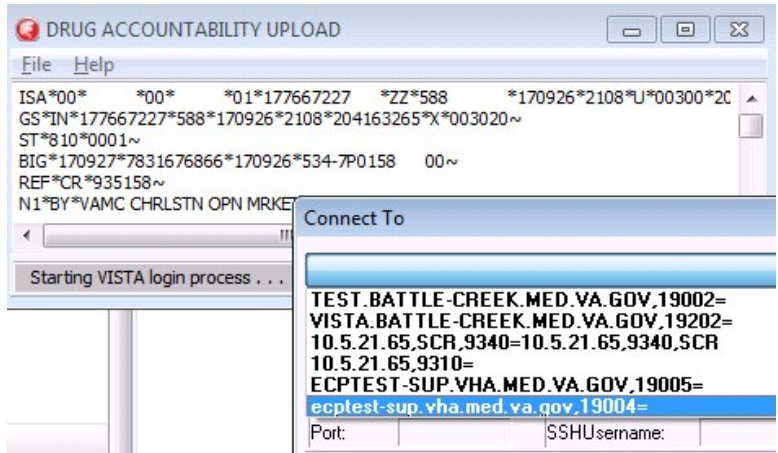 DRUG ACCOUNTABILITY UPLOAD
File Help
ISA*00* *00* *01*177667227 *ZZ*588 *170926*2108*U*00300*20
GS*IN*177667227*588*170926*2108*204163265*X*003020~
ST*810*0001~
BIG*170927*7831676866*170926*534-7P0158 00~
REF*CR*935158~
N1*BY*VAMC CHRLSTN OPN MRKET
Starting VISTA login process . . .
Connect To
TEST.BATTLE-CREEK.MED.VA.GOV,19002=
VISTA.BATTLE-CREEK.MED.VA.GOV,19202=
10.5.21.65,SCR,9340=10.5.21.65,9340,SCR
10.5.21.65,9310=
ECPTEST-SUP.VHA.MED.VA.GOV,19005=
ecptest-sup.vha.med.va.gov,19004=
Port: SSHUsername: